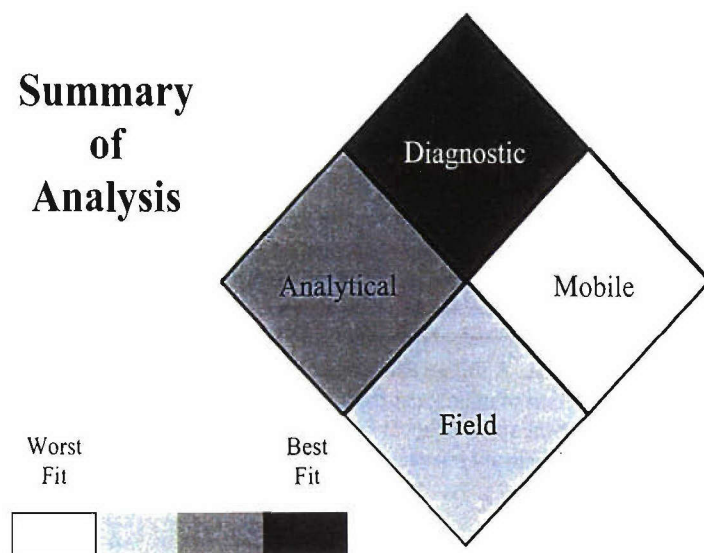 Summary
of
Analysis
Diagnostic
Analytical
Mobile
Field
Worst
Fit
Best
Fit